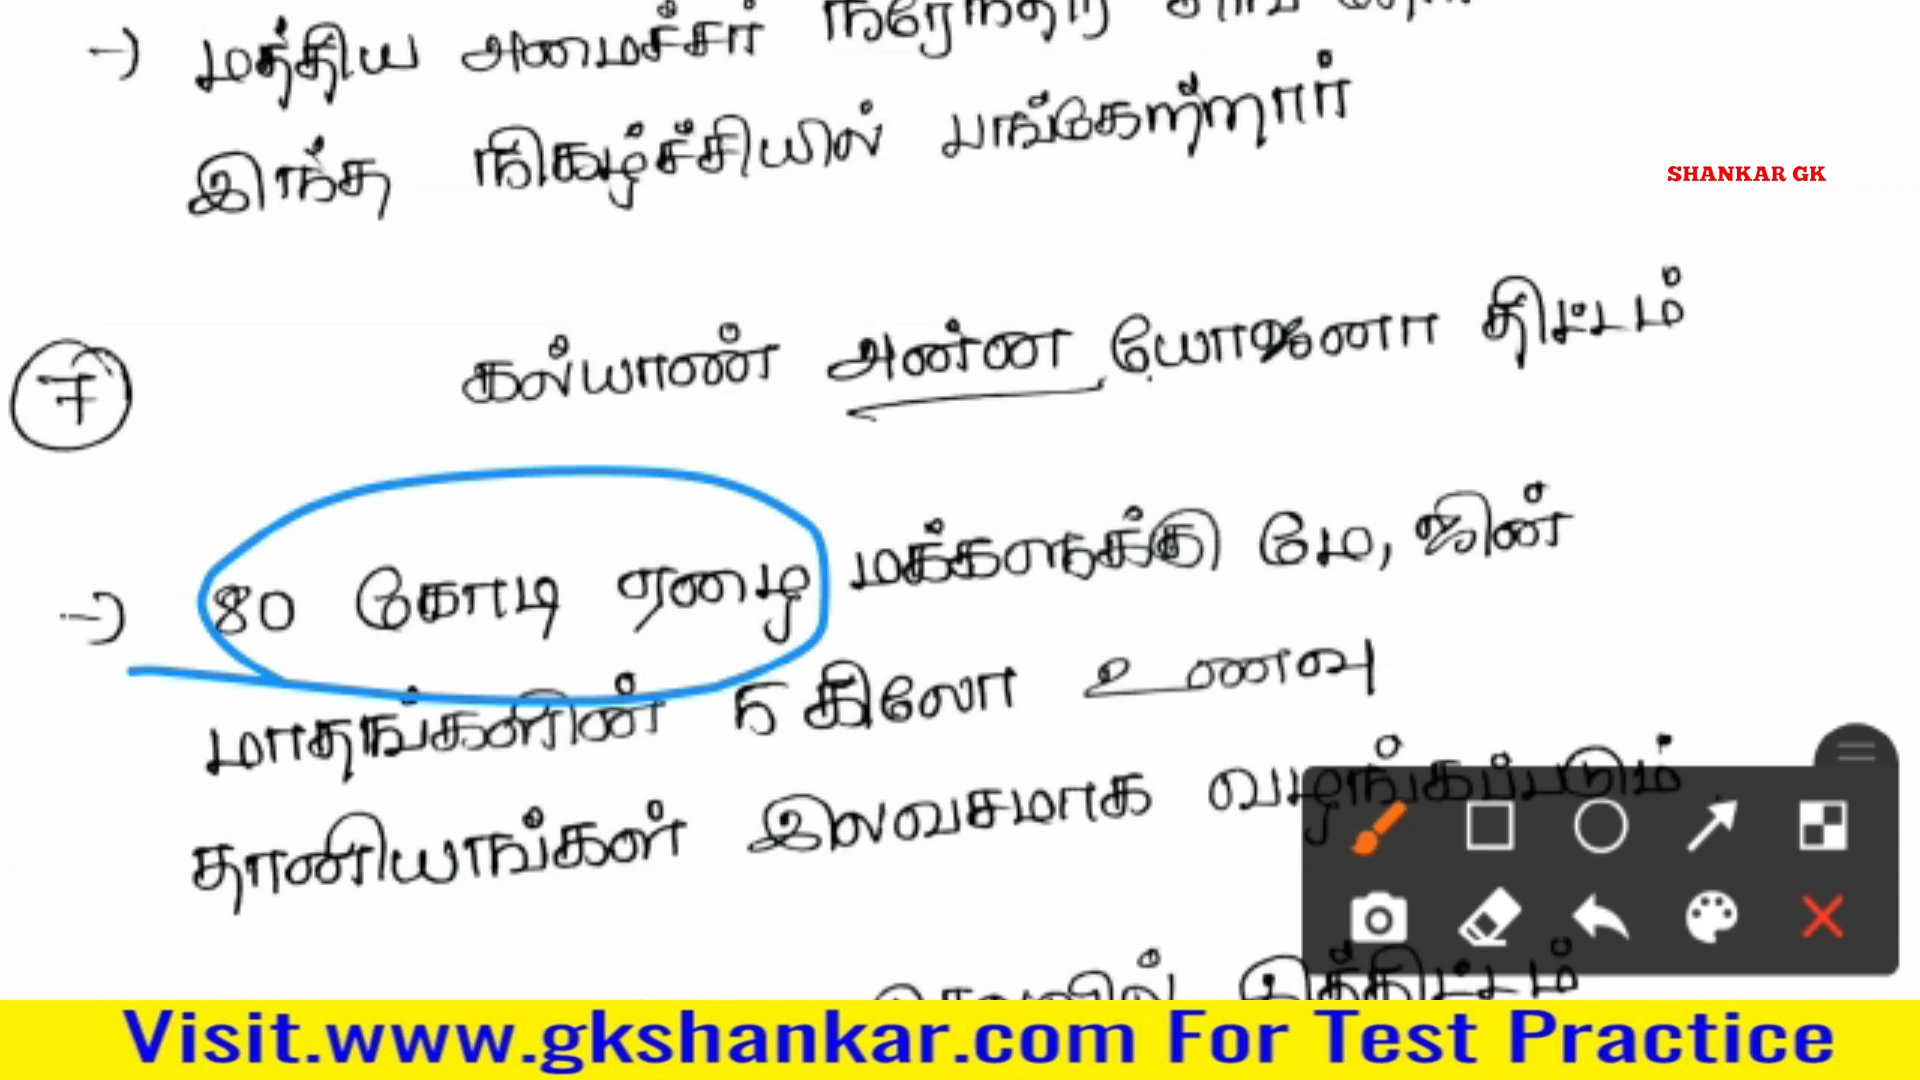 -) மத்திய அமைச்சர் நரேந்தர சிங்
இந்த நிகழ்ச்சியில் பங்கேற்றார்
SHANKAR GK
7 கல்யாண் அன்ன யோஜனா திட்டம்
-) 80 கோடி ஏழை மக்களுக்கு மே, ஜின்
மாதங்களின் 5 கிலோ உணவு
தானியங்கள் இலவசமாக வழங்கப்படும்
Visit.www.gkshankar.com For Test Practice